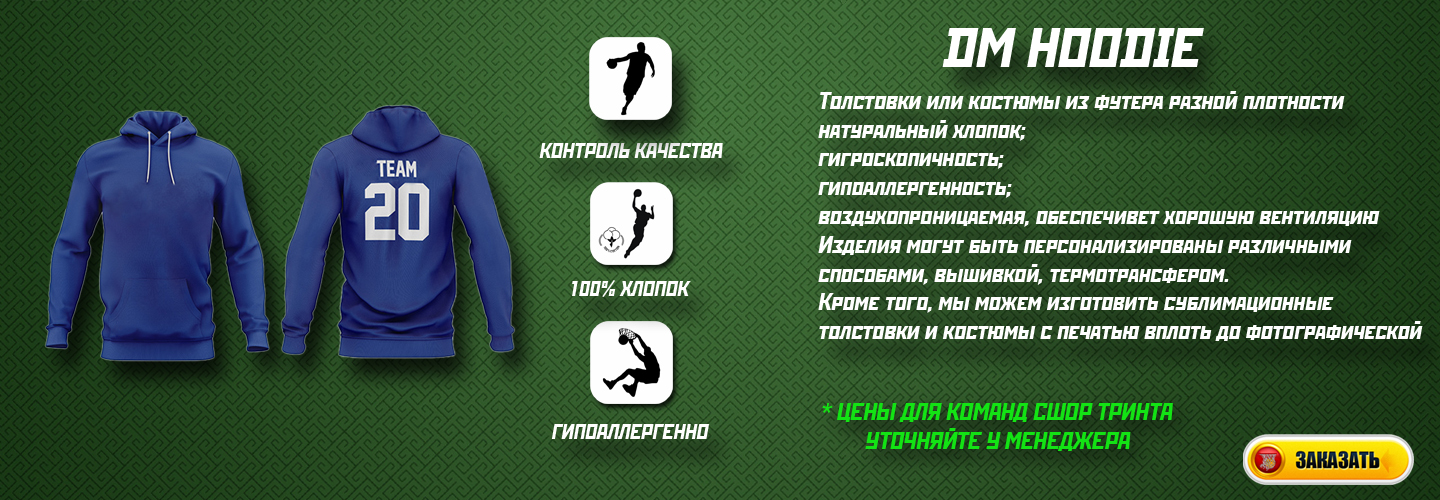 DM HOODIE
Толстовки или костюмы из футера разной плотности
натуральный хлопок;
гигроскопичность;
гипоаллергенность;
воздухопроницаемая, обеспечивет хорошую вентиляцию
Изделия могут быть персонализированы различными
способами, вышивкой, термотрансфером.
Кроме того, мы можем изготовить сублимационные
толстовки и костюмы с печатью вплоть до фотографической
КОНТРОЛЬ КАЧЕСТВА
100% ХЛОПОК
ГИПОАЛЛЕРГЕННО
TEAM
20
* ЦЕНЫ ДЛЯ КОМАНД СШОР ТРИНТА
УТОЧНЯЙТЕ У МЕНЕДЖЕРА
ЗАКАЗАТЬ